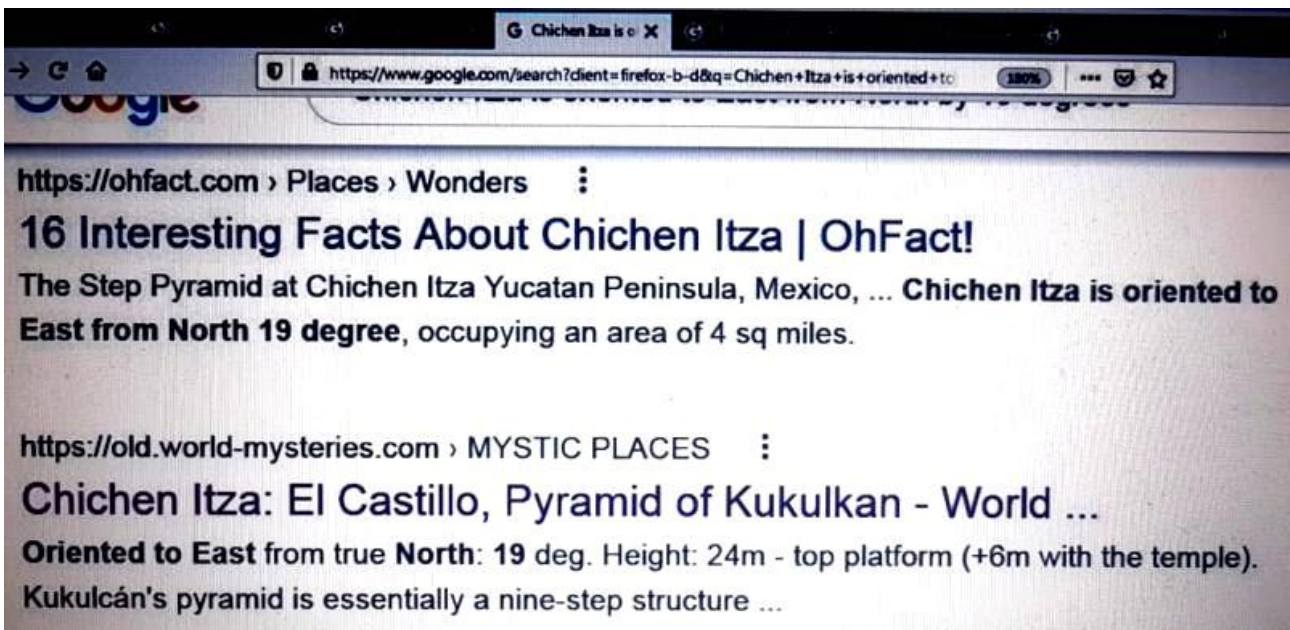 G Chichen Itza is o
https://www.google.com/search?client=firefox-b-d&q=Chichen+Itza+is+oriented+to 180% ...
Google
https://ohfact.com › Places › Wonders
16 Interesting Facts About Chichen Itza | OhFact!
The Step Pyramid at Chichen Itza Yucatan Peninsula, Mexico, ... Chichen Itza is oriented to
East from North 19 degree, occupying an area of 4 sq miles.
https://old.world-mysteries.com › MYSTIC PLACES
Chichen Itza: El Castillo, Pyramid of Kukulkan - World ...
Oriented to East from true North: 19 deg. Height: 24m - top platform (+6m with the temple).
Kukulcán's pyramid is essentially a nine-step structure ...